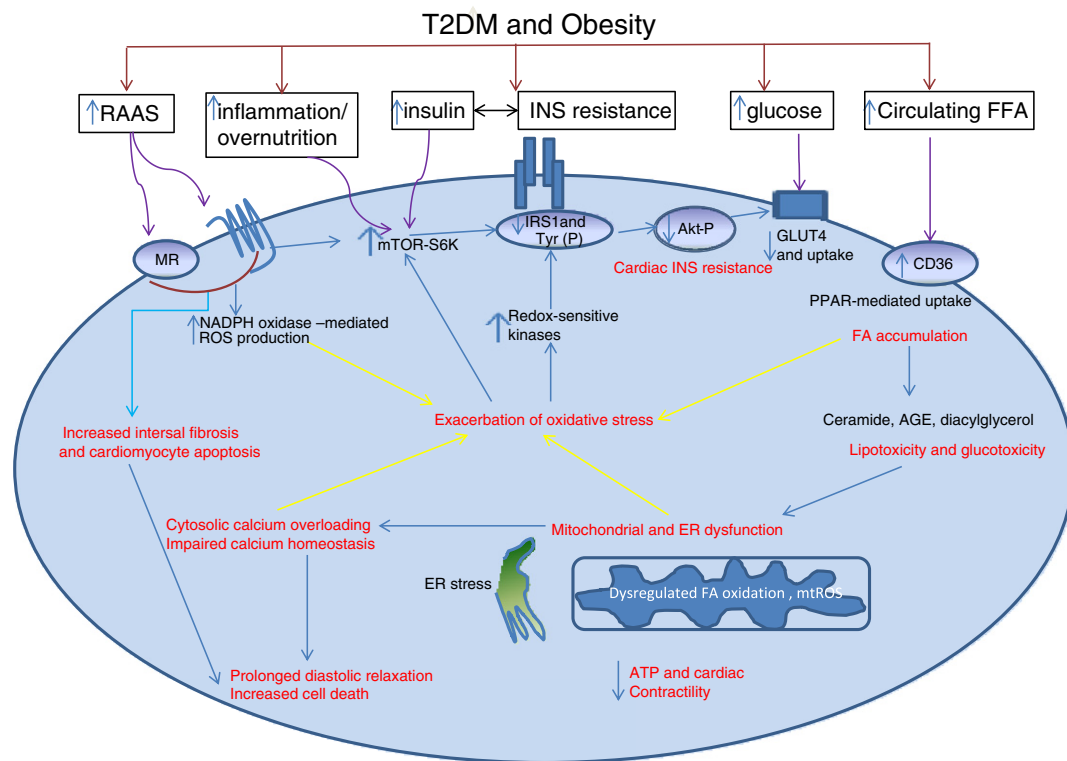 T2DM and Obesity
RAAS
inflammation/
overnutrition
insulin
INS resistance
glucose
Circulating FFA
MR
mTOR-S6K
IRS1and
Tyr (P)
Akt-P
GLUT4
and uptake
Cardiac INS resistance
CD36
PPAR-mediated uptake
NADPH oxidase –mediated
ROS production
Redox-sensitive
kinases
FA accumulation
Exacerbation of oxidative stress
Ceramide, AGE, diacylglycerol
Increased intersal fibrosis
and cardiomyocyte apoptosis
Lipotoxicity and glucotoxicity
Cytosolic calcium overloading
Impaired calcium homeostasis
Mitochondrial and ER dysfunction
ER stress
Dysregulated FA oxidation , mtROS
Prolonged diastolic relaxation
Increased cell death
ATP and cardiac
Contractility